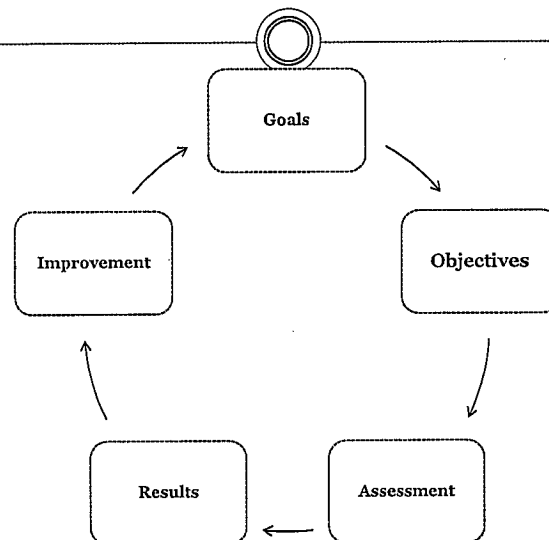 Goals
Objectives
Assessment
Results
Improvement